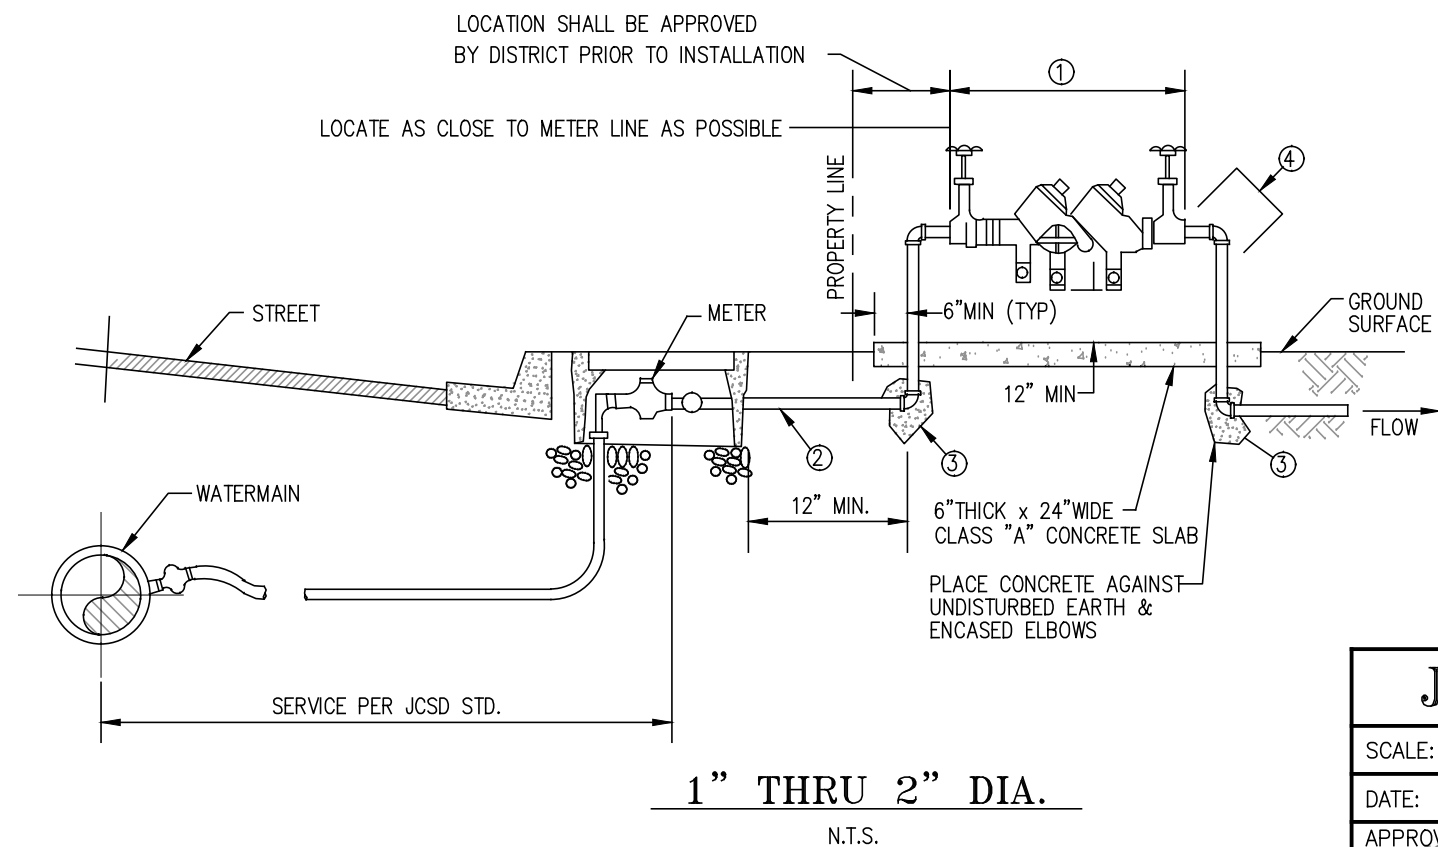 LOCATION SHALL BE APPROVED
BY DISTRICT PRIOR TO INSTALLATION
1
LOCATE AS CLOSE TO METER LINE AS POSSIBLE
4
PROPERTY LINE
STREET
METER
6"MIN (TYP)
GROUND
SURFACE
12" MIN
FLOW
2
3
3
WATERMAIN
12" MIN.
6"THICK x 24"WIDE
CLASS "A" CONCRETE SLAB
PLACE CONCRETE AGAINST
UNDISTURBED EARTH &
ENCASED ELBOWS
SERVICE PER JCSD STD.
1" THRU 2" DIA.
N.T.S.
J
SCALE:
DATE:
APPROV